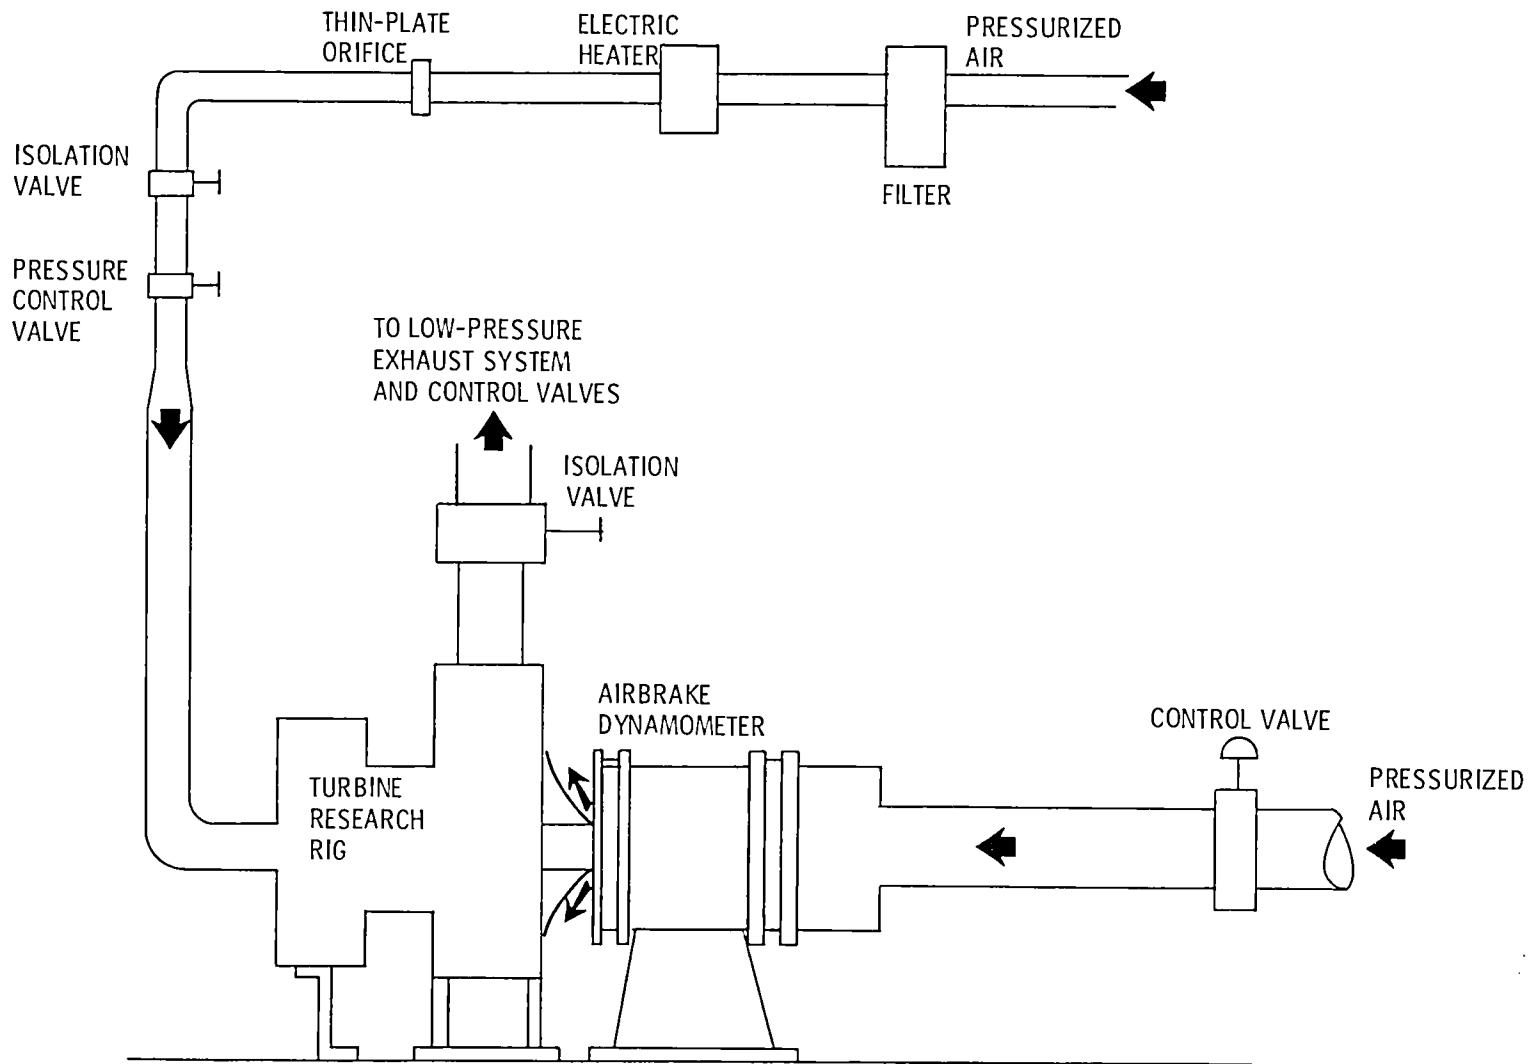 THIN-PLATE
ORIFICE
ELECTRIC
HEATER
PRESSURIZED
AIR
FILTER
ISOLATION
VALVE
PRESSURE
CONTROL
VALVE
TO LOW-PRESSURE
EXHAUST SYSTEM
AND CONTROL VALVES
ISOLATION
VALVE
AIRBRAKE
DYNAMOMETER
CONTROL VALVE
PRESSURIZED
AIR
TURBINE
RESEARCH
RIG